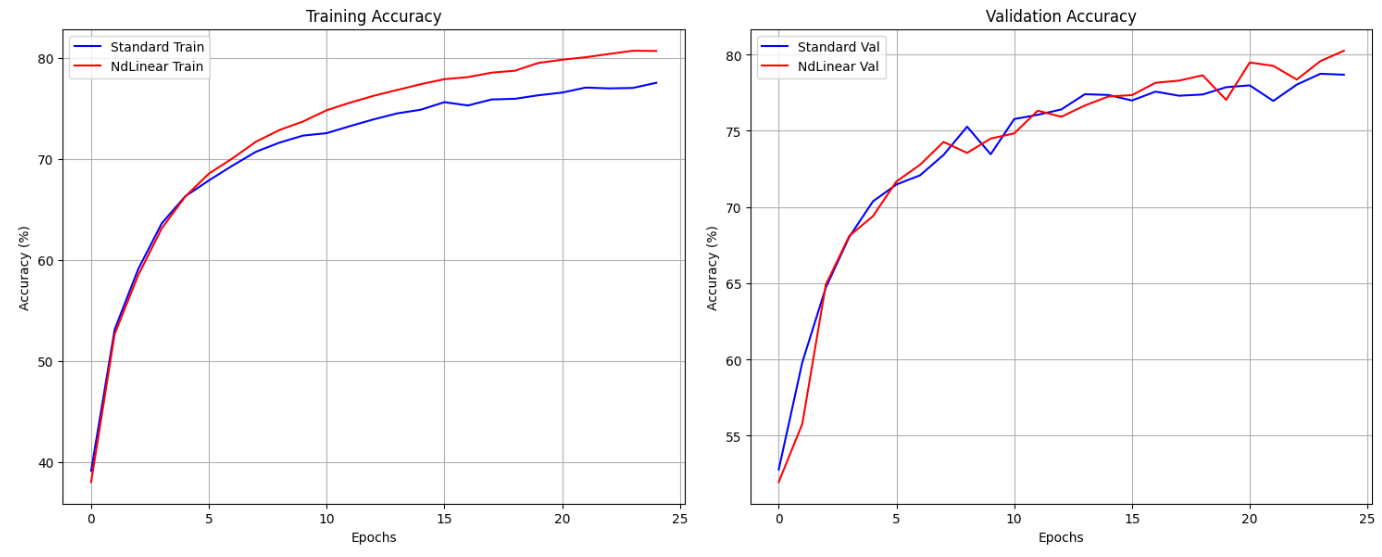 Training Accuracy
Standard Train
NdLinear Train
80
70
60
50
40
Accuracy (%)
0 5 10 15 20 25
Epochs
Validation Accuracy
Standard Val
NdLinear Val
80
75
70
65
60
55
Accuracy (%)
0 5 10 15 20 25
Epochs